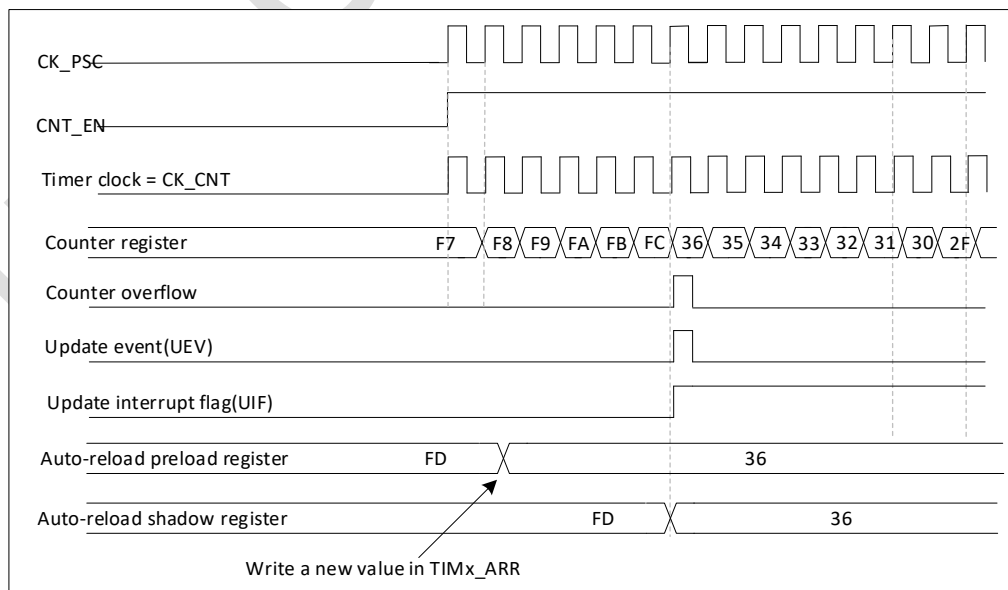 CK_PSC
CNT_EN
Timer clock = CK_CNT
Counter register F7 F8 F9 FA FB FC 36 35 34 33 32 31 30 2F
Counter overflow
Update event(UEV)
Update interrupt flag(UIF)
Auto-reload preload register FD 36
Auto-reload shadow register FD 36
Write a new value in TIMx_ARR